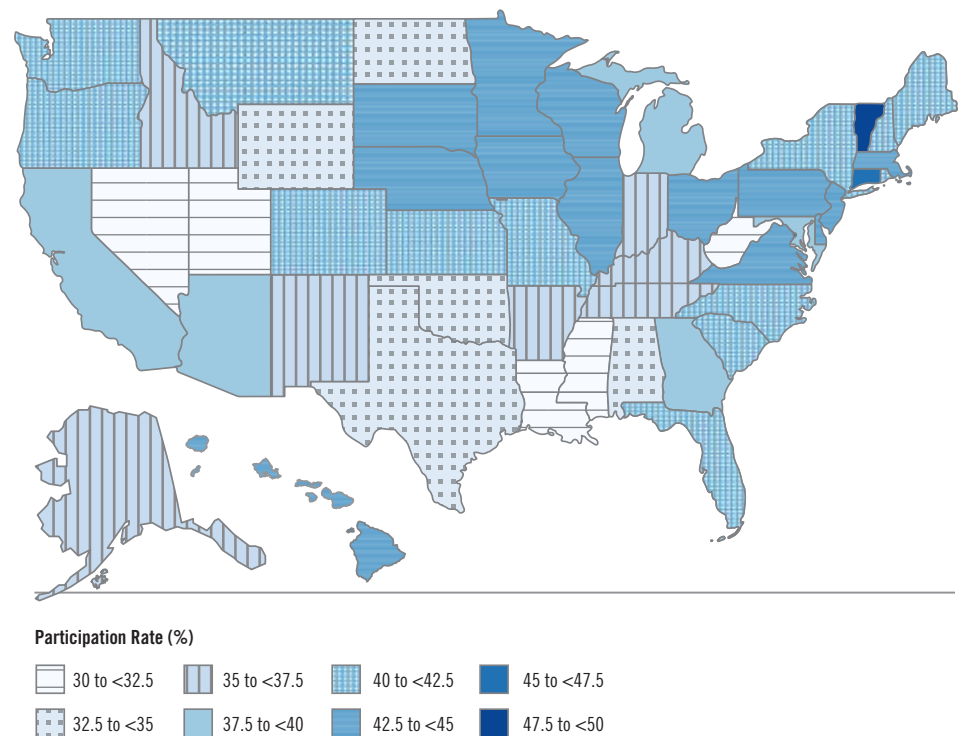 Participation Rate (%)
30 to <32.5
35 to <37.5
40 to <42.5
45 to <47.5
32.5 to <35
37.5 to <40
42.5 to <45
47.5 to <50